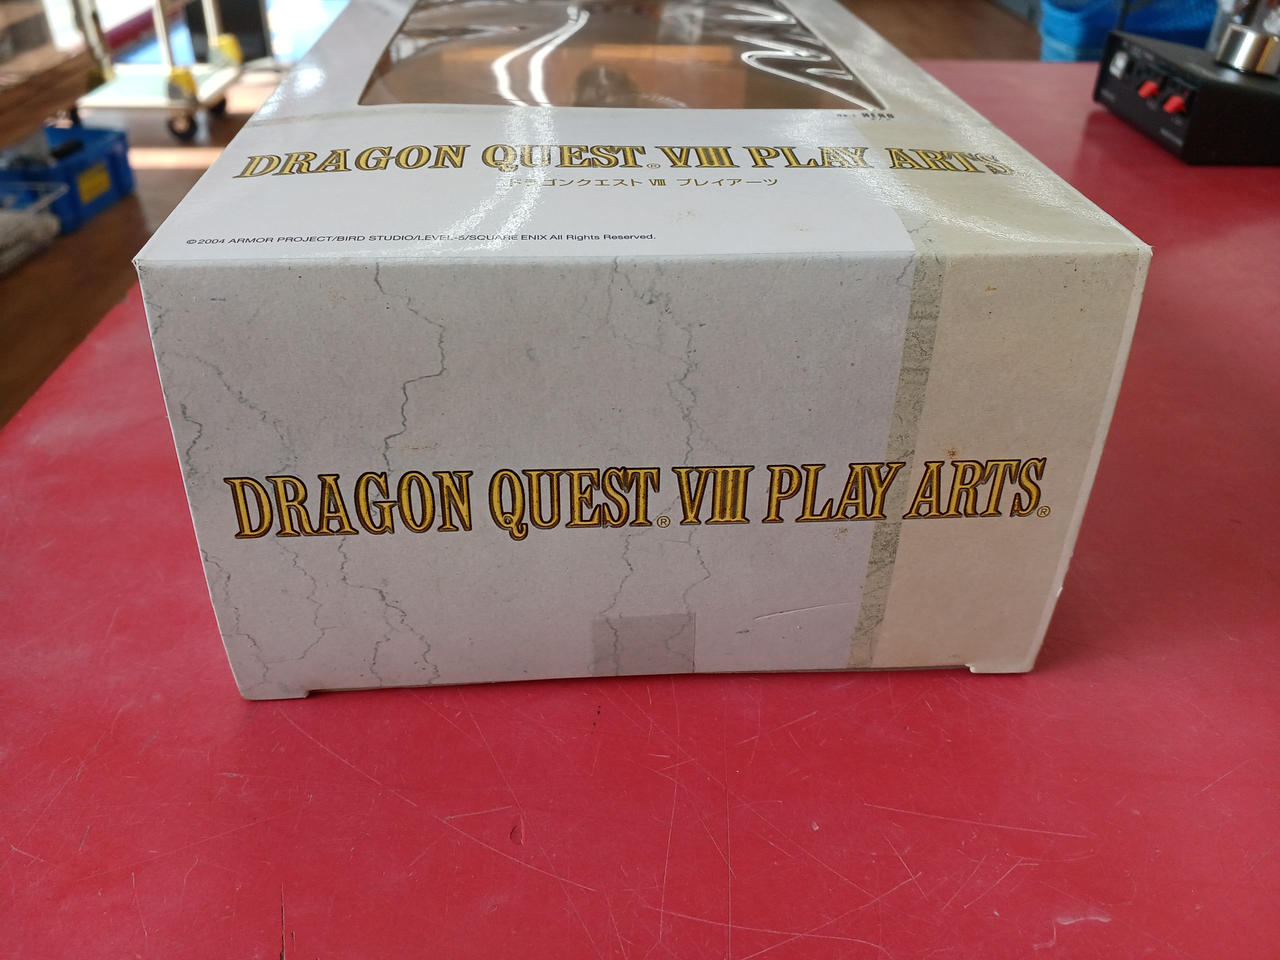 HERO
DRAGON QUEST® VIII PLAY ARTS
ドラゴンクエスト VIII プレイアーツ
©2004 ARMOR PROJECT/BIRD STUDIO/LEVEL-5/SQUARE ENIX All Rights Reserved.
DRAGON QUEST® VIII PLAY ARTS®